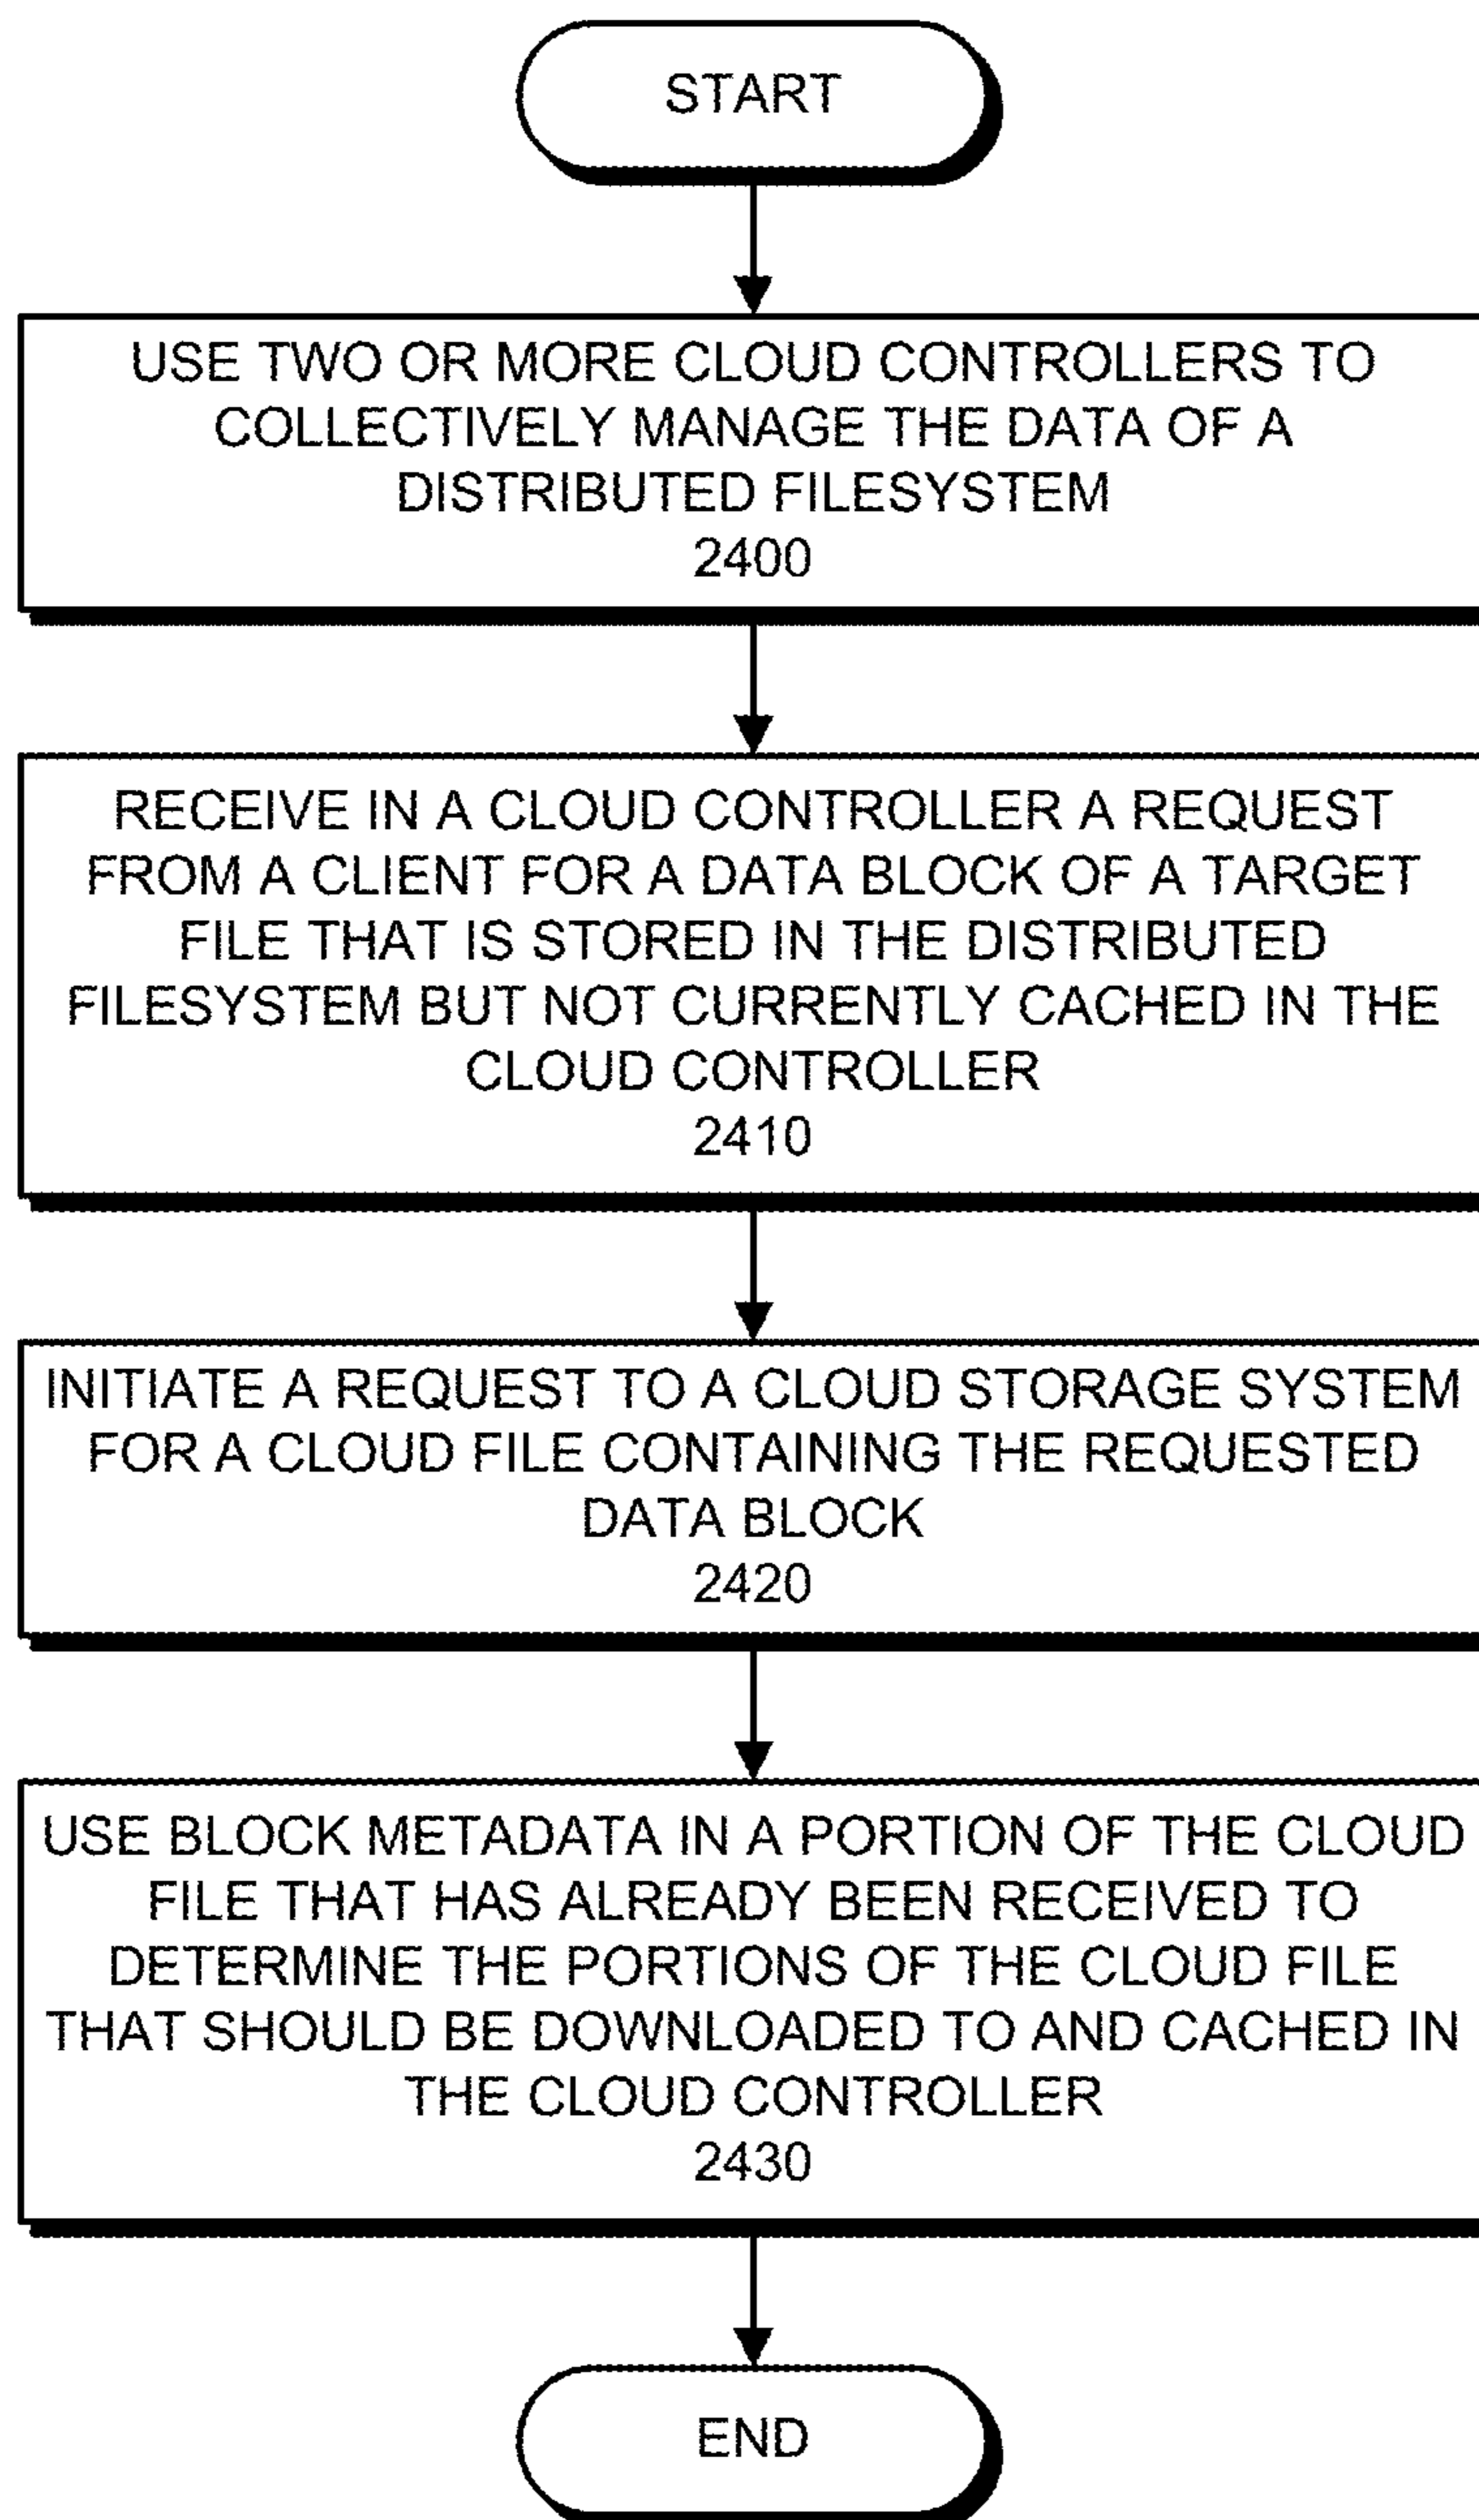 START
USE TWO OR MORE CLOUD CONTROLLERS TO
COLLECTIVELY MANAGE THE DATA OF A
DISTRIBUTED FILESYSTEM
2400
RECEIVE IN A CLOUD CONTROLLER A REQUEST
FROM A CLIENT FOR A DATA BLOCK OF A TARGET
FILE THAT IS STORED IN THE DISTRIBUTED
FILESYSTEM BUT NOT CURRENTLY CACHED IN THE
CLOUD CONTROLLER
2410
INITIATE A REQUEST TO A CLOUD STORAGE SYSTEM
FOR A CLOUD FILE CONTAINING THE REQUESTED
DATA BLOCK
2420
USE BLOCK METADATA IN A PORTION OF THE CLOUD
FILE THAT HAS ALREADY BEEN RECEIVED TO
DETERMINE THE PORTIONS OF THE CLOUD FILE
THAT SHOULD BE DOWNLOADED TO AND CACHED IN
THE CLOUD CONTROLLER
2430
END